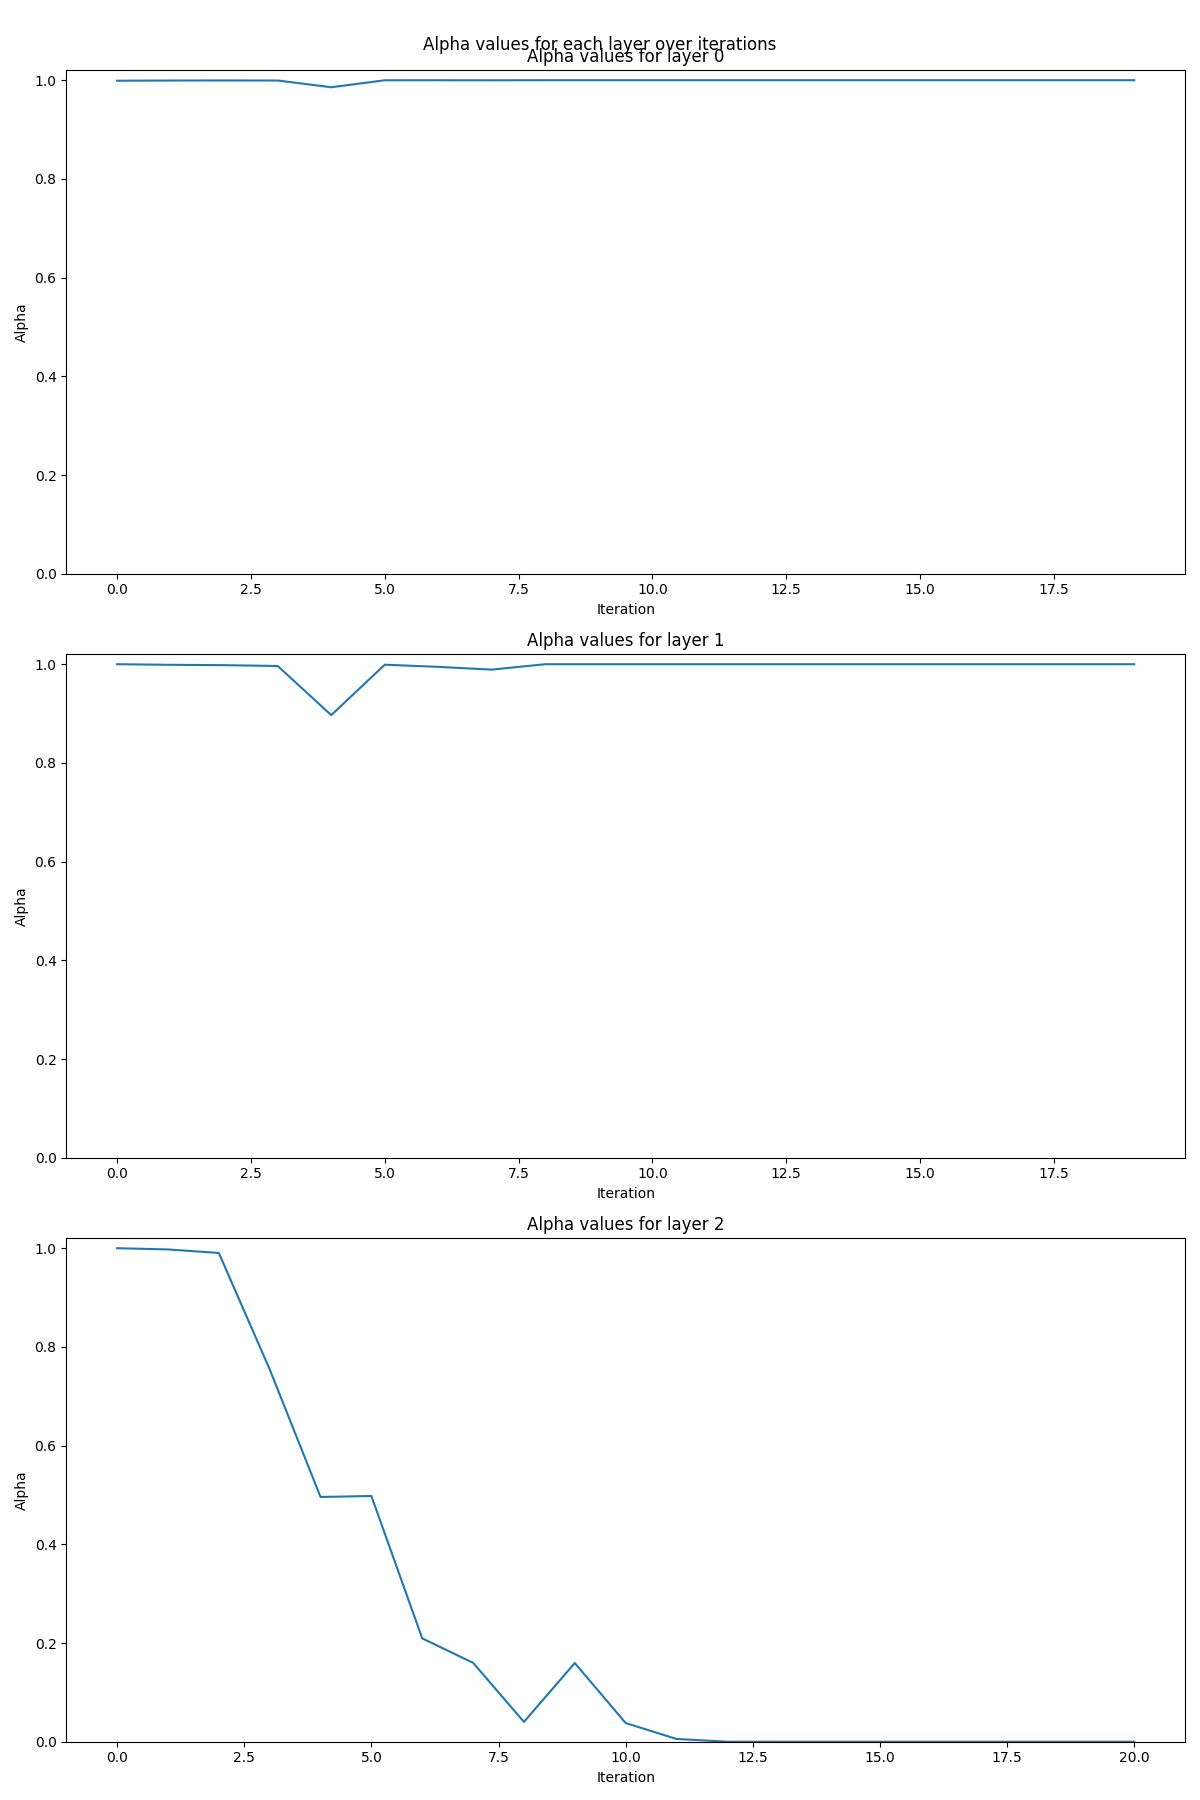 Alpha values for each layer over iterations
Alpha values for layer 0
1.0
0.8
0.6
0.4
0.2
0.0
Alpha
0.0 2.5 5.0 7.5 10.0 12.5 15.0 17.5
Iteration
Alpha values for layer 1
1.0
0.8
0.6
0.4
0.2
0.0
Alpha
0.0 2.5 5.0 7.5 10.0 12.5 15.0 17.5
Iteration
Alpha values for layer 2
1.0
0.8
0.6
0.4
0.2
0.0
Alpha
0.0 2.5 5.0 7.5 10.0 12.5 15.0 17.5 20.0
Iteration